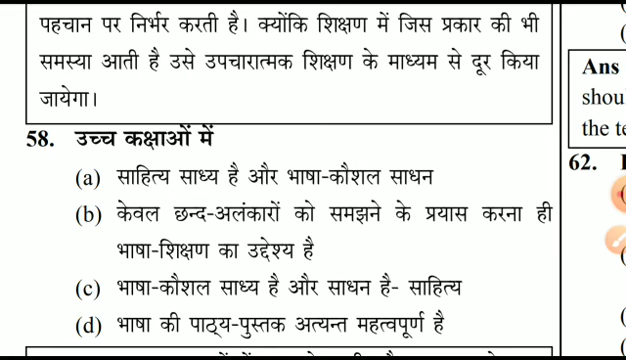 पहचान पर निर्भर करती है। क्योंकि शिक्षण में जिस प्रकार की भी
समस्या आती है उसे उपचारात्मक शिक्षण के माध्यम से दूर किया
जायेगा।
58. उच्च कक्षाओं में
(a) साहित्य साध्य है और भाषा-कौशल साधन
(b) केवल छन्द-अलंकारों को समझने के प्रयास करना ही
भाषा-शिक्षण का उद्देश्य है
(c) भाषा-कौशल साध्य है और साधन है- साहित्य
(d) भाषा की पाठ्य-पुस्तक अत्यन्त महत्वपूर्ण है
Ans
shou
the te
62.